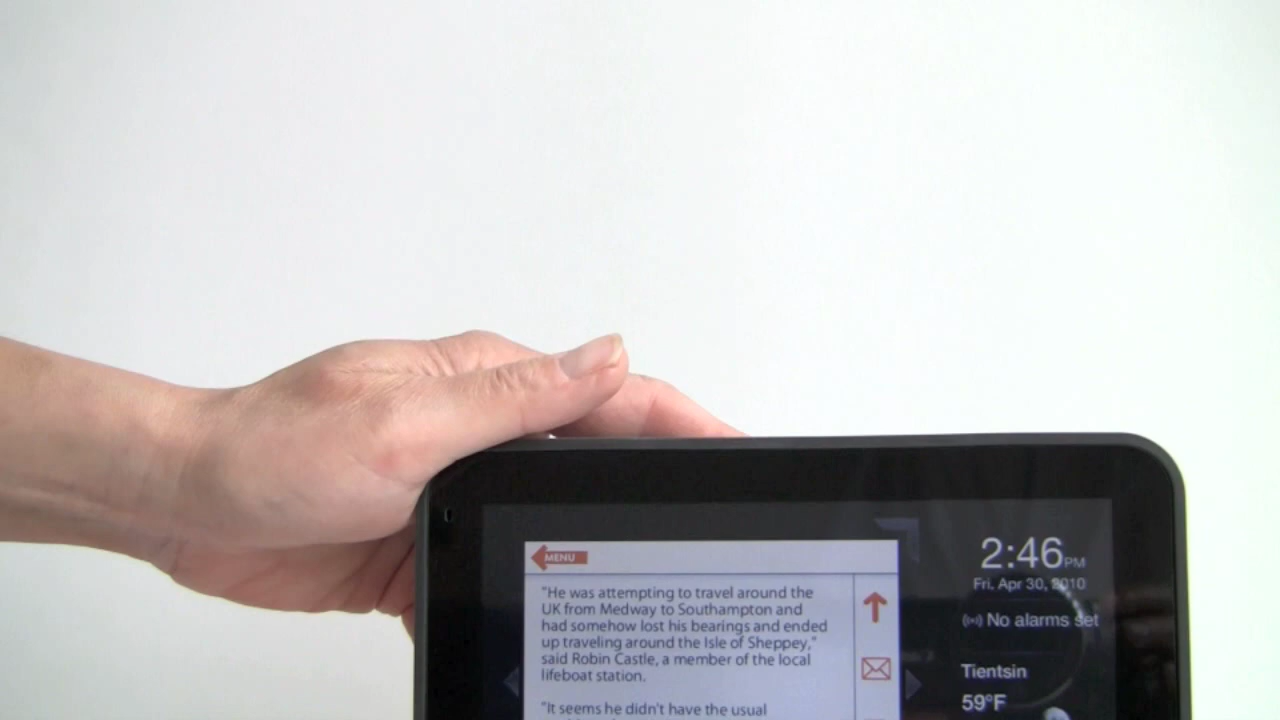 MENU
"He was attempting to travel around the
UK from Medway to Southampton and
had somehow lost his bearings and ended
up traveling around the Isle of Sheppey,"
said Robin Castle, a member of the local
lifeboat station.
"It seems he didn't have the usual
2:46PM
Fri. Apr 30, 2010
No alarms set
Tientsin
59°F